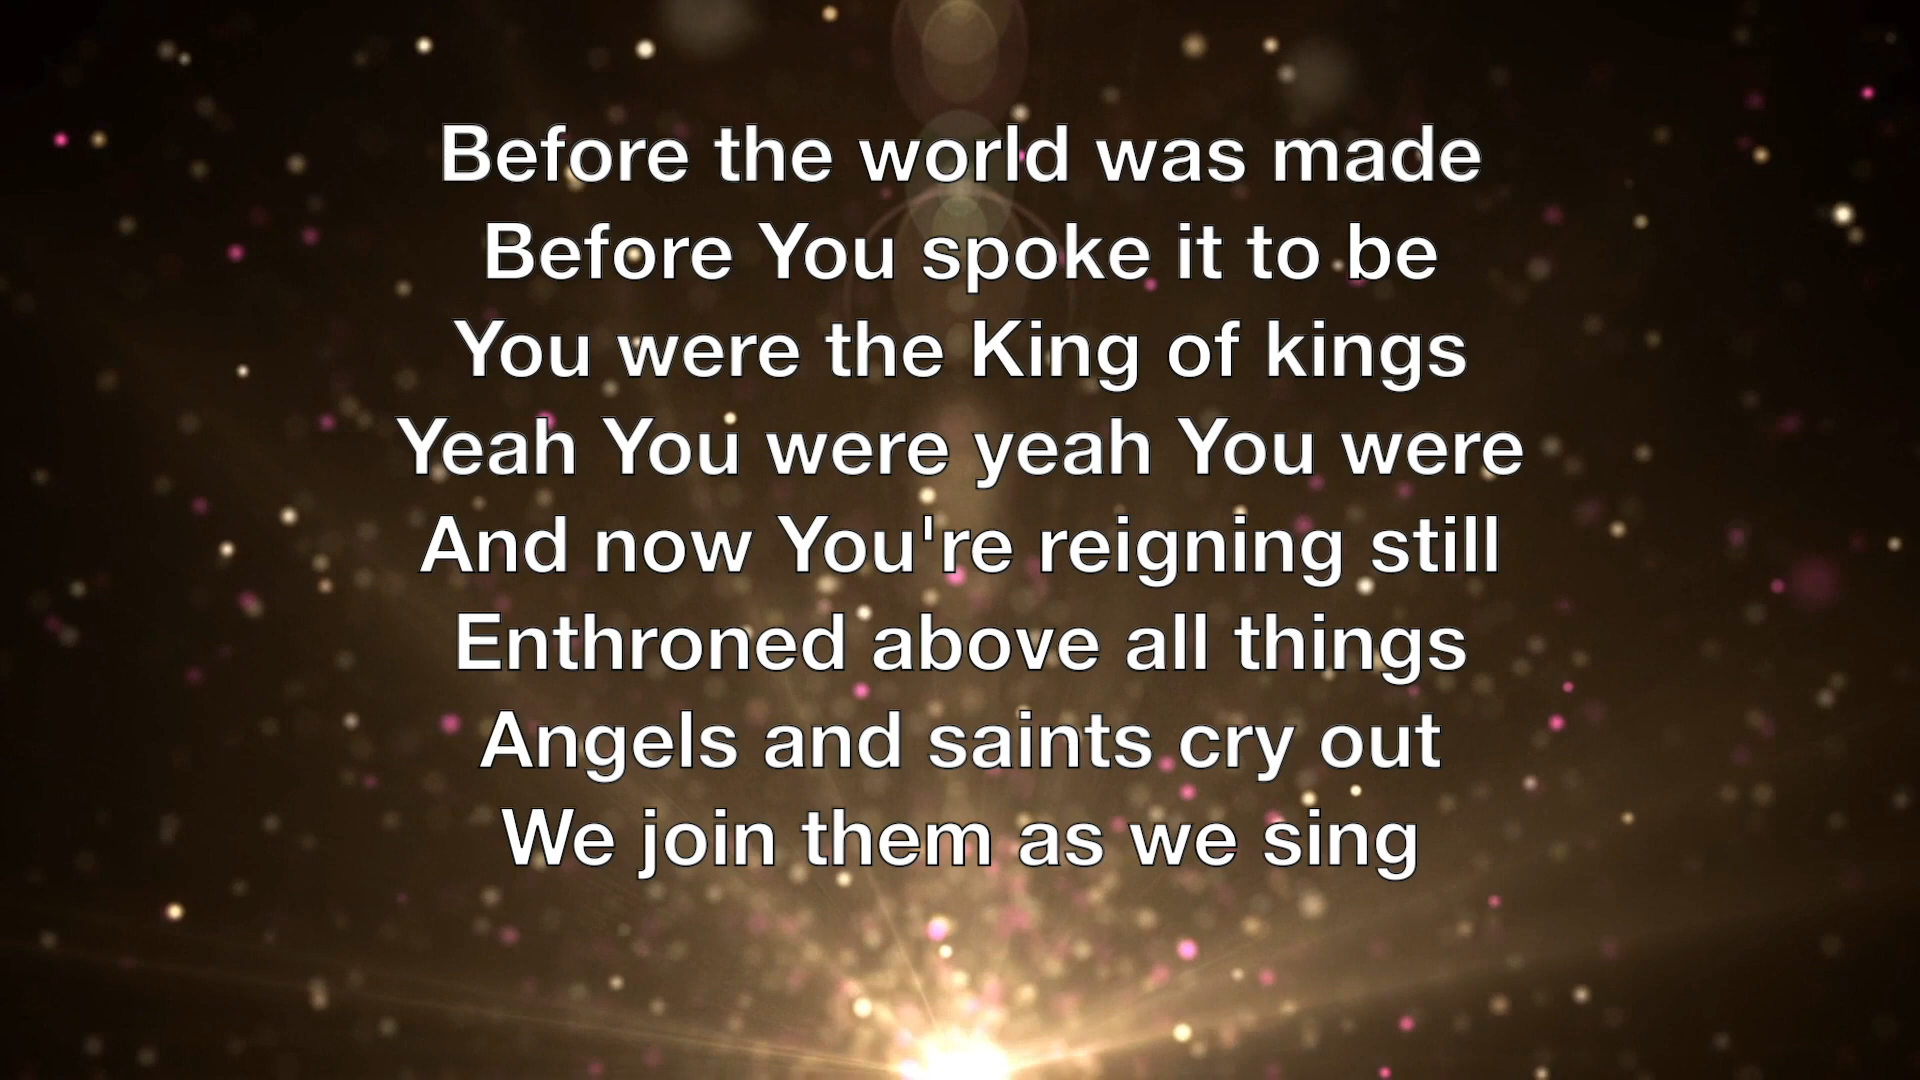 Before the world was made
Before You spoke it to be
You were the King of kings
Yeah You were yeah You were
And now You're reigning still
Enthroned above all things
Angels and saints cry out
We join them as we sing